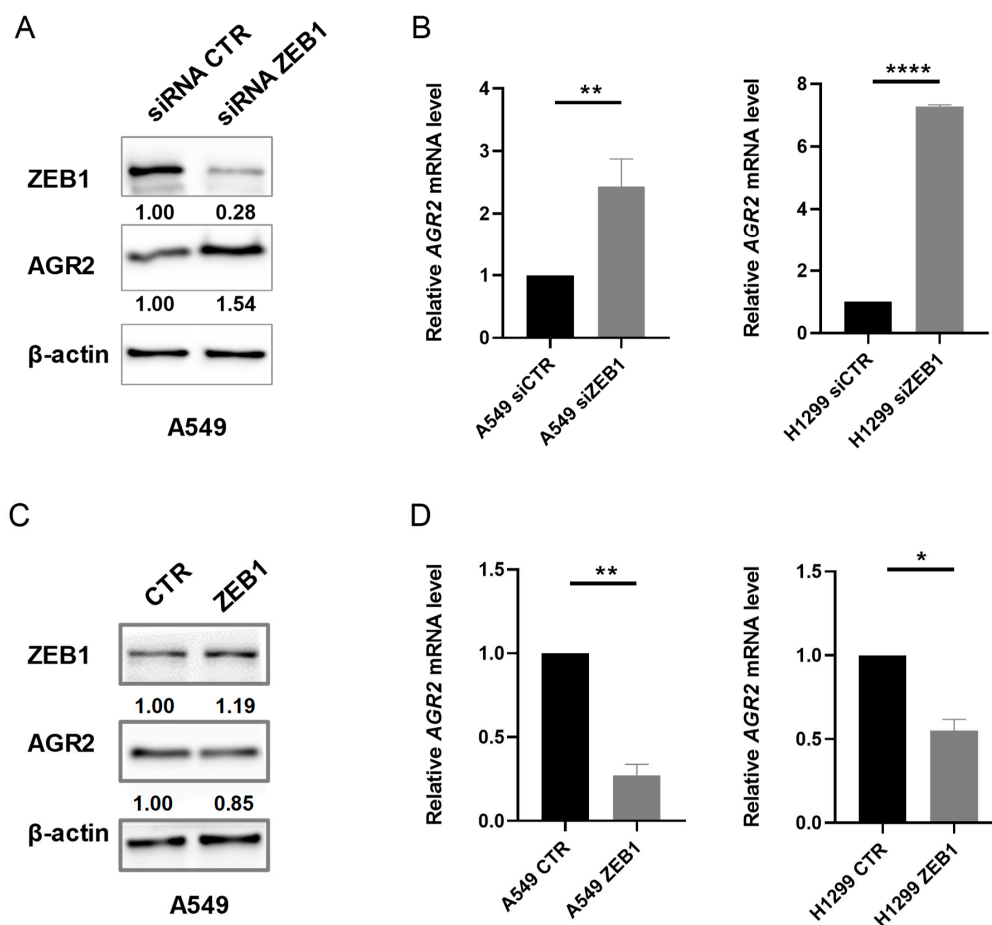 A
siRNA CTR
siRNA ZEB1
ZEB1
1.00 0.28
AGR2
1.00 1.54
β-actin
A549
B
Relative AGR2 mRNA level
4
3
2
1
0
**
A549 siCTR
A549 siZEB1
Relative AGR2 mRNA level
8
6
4
2
0
****
H1299 siCTR
H1299 siZEB1
C
CTR
ZEB1
ZEB1
1.00 1.19
AGR2
1.00 0.85
β-actin
A549
D
Relative AGR2 mRNA level
1.5
1.0
0.5
0.0
**
A549 CTR
A549 ZEB1
Relative AGR2 mRNA level
1.5
1.0
0.5
0.0
*
H1299 CTR
H1299 ZEB1